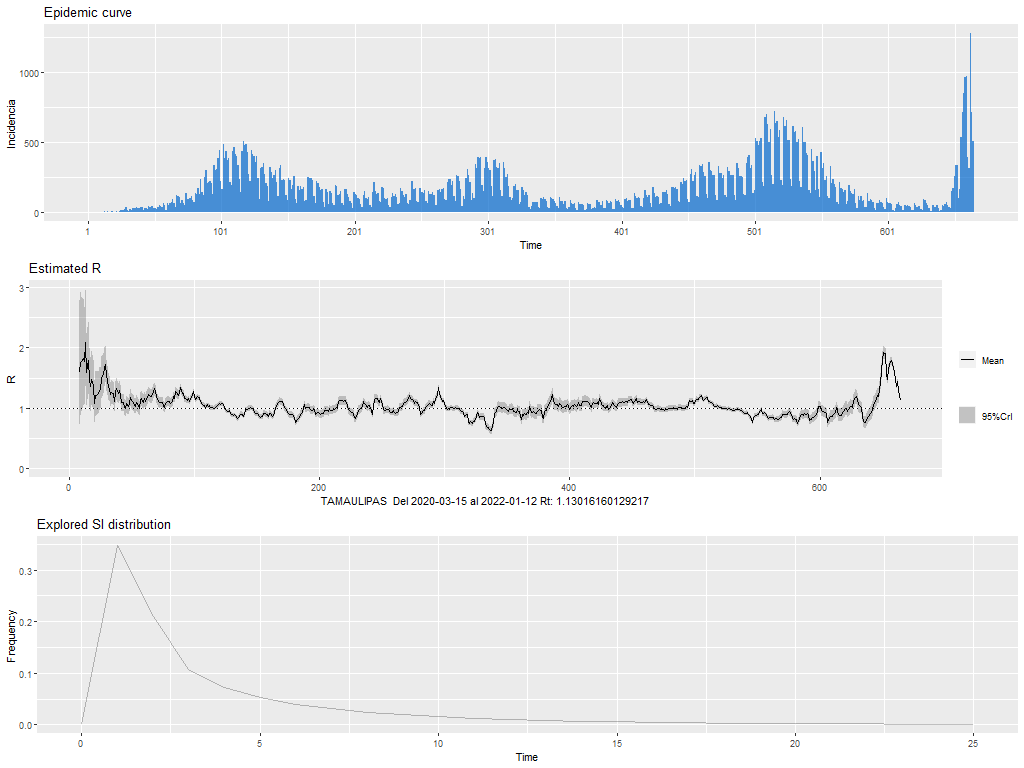 Epidemic curve
Incidencia
1000
500
0
1 101 201 301 401 501 601
Time
Estimated R
R
3
2
1
0
Mean
95%CrI
0 200 400 600
TAMAULIPAS Del 2020-03-15 al 2022-01-12 Rt: 1.13016160129217
Explored SI distribution
Frequency
0.3
0.2
0.1
0.0
0 5 10 15 20 25
Time